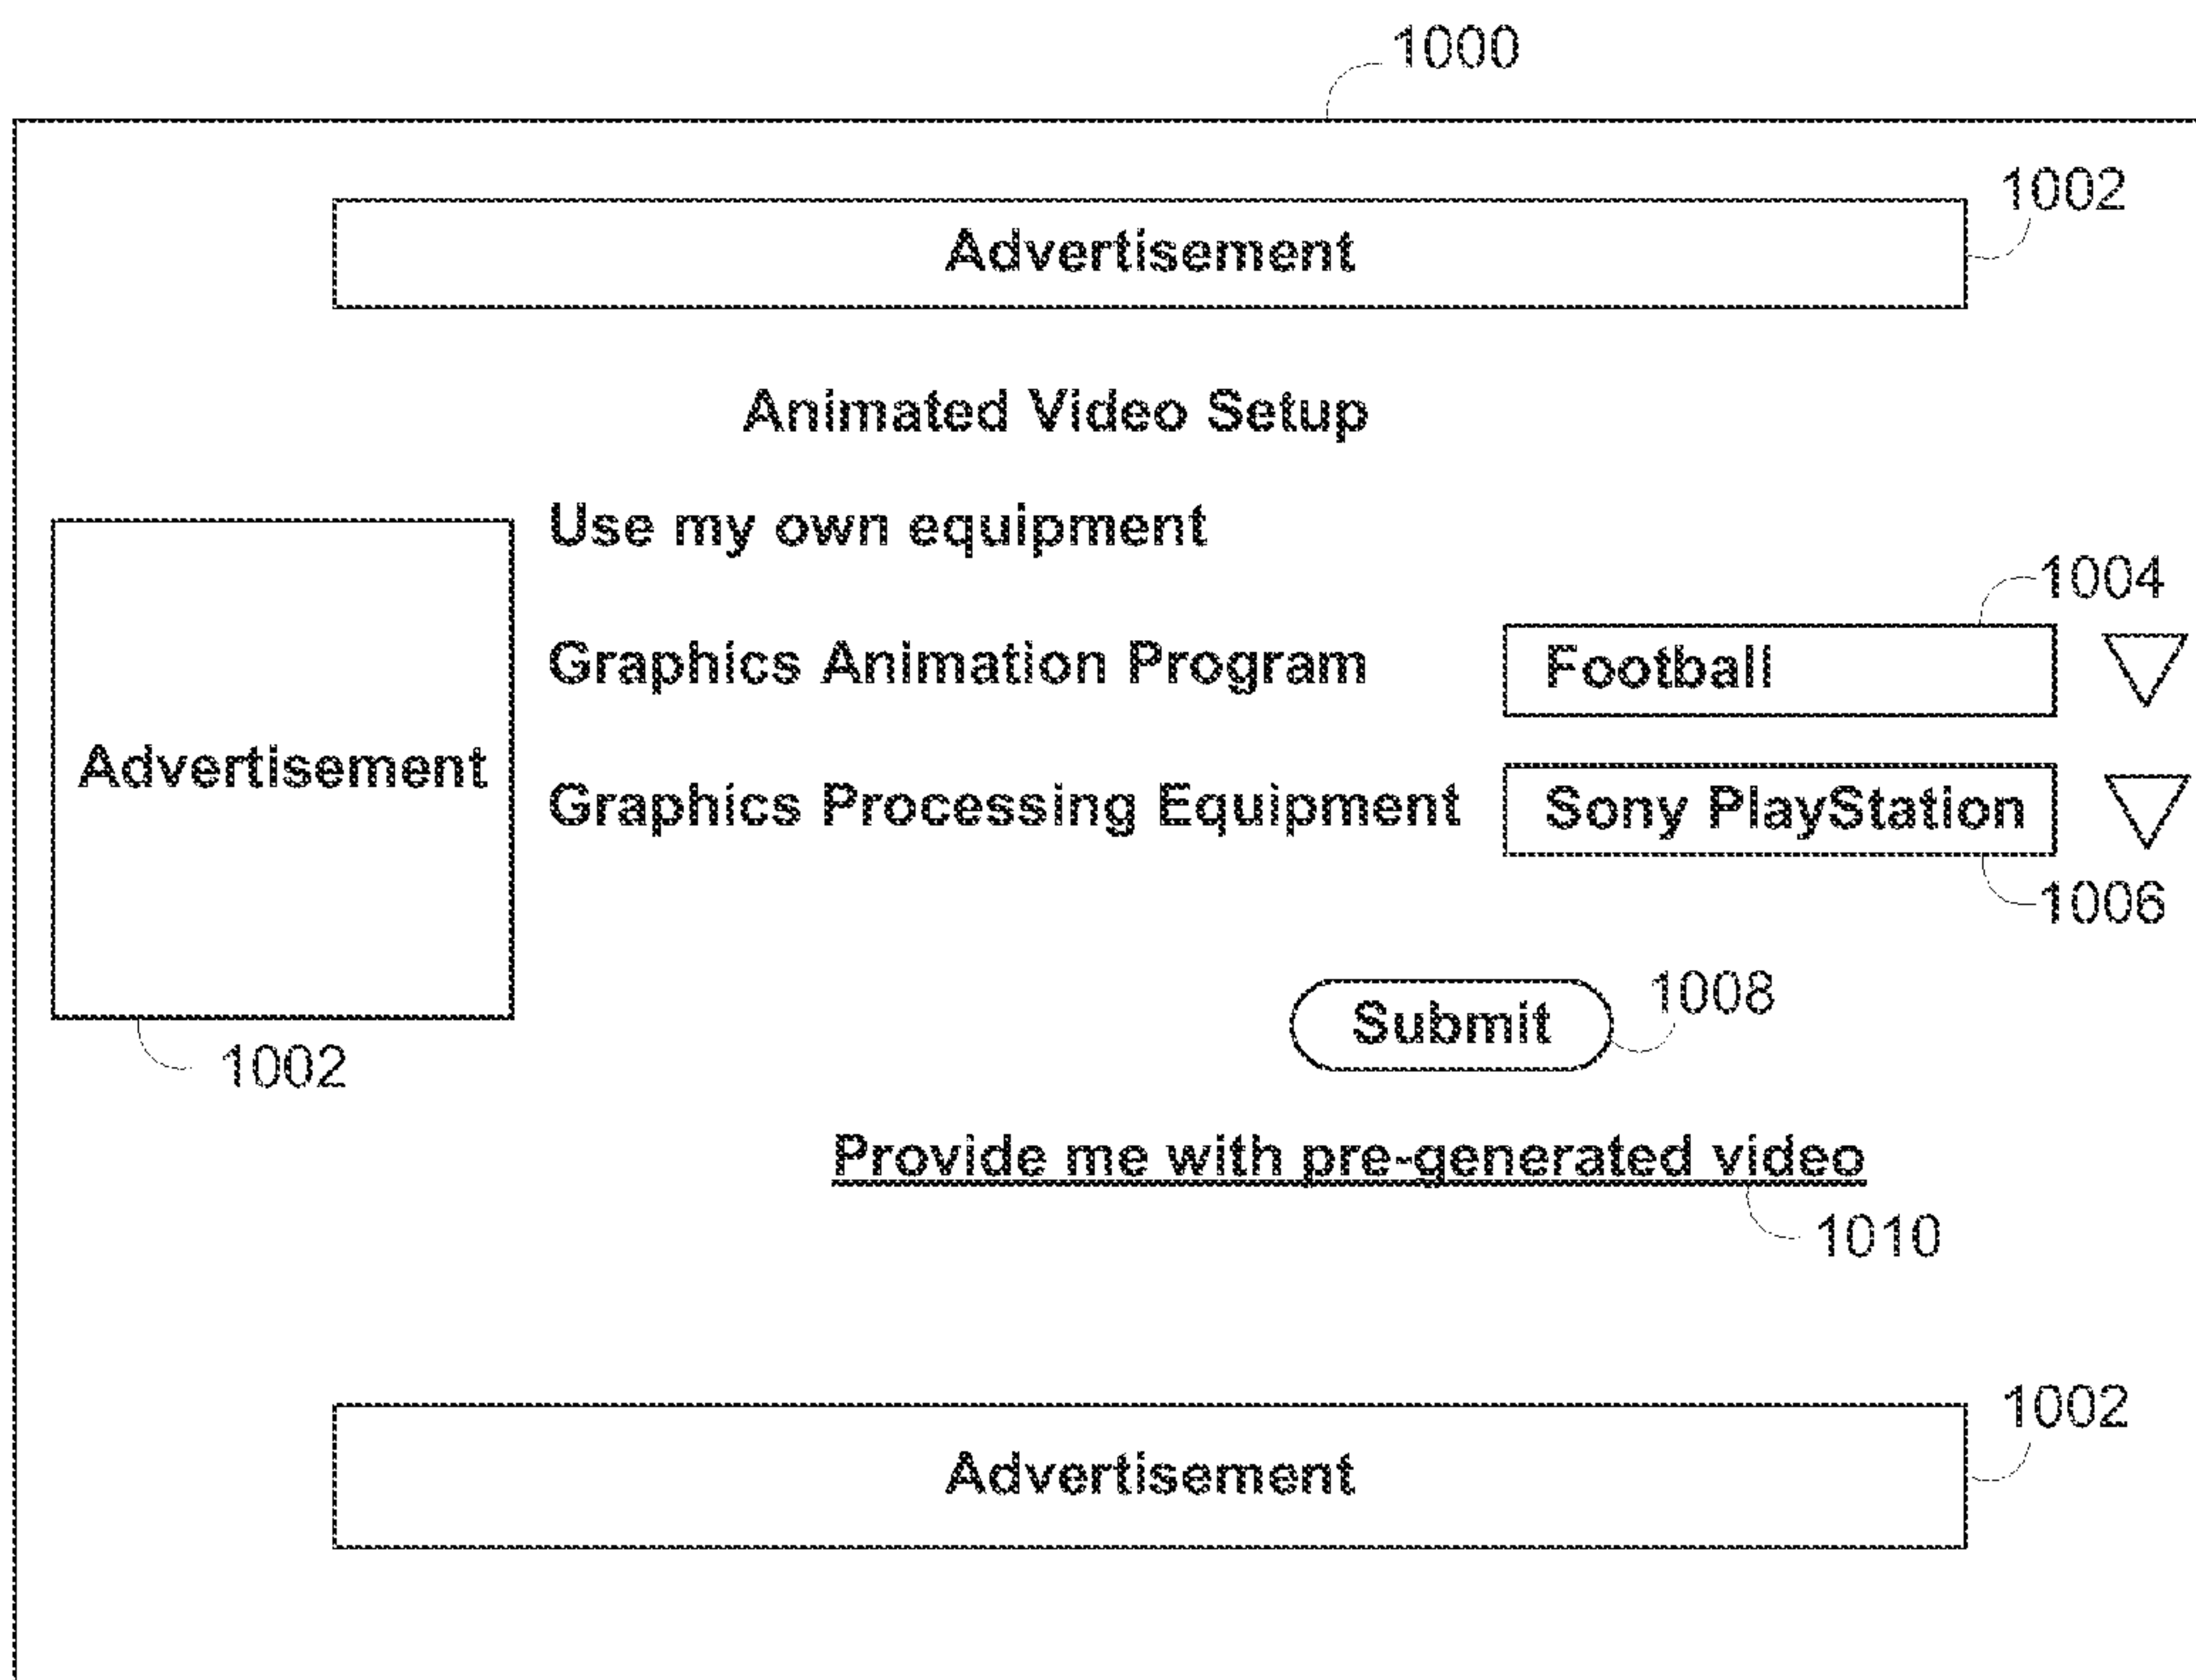 1000
1002
Advertisement
Animated Video Setup
Use my own equipment
1004
Graphics Animation Program Football
Advertisement
Graphics Processing Equipment Sony PlayStation
1006
Submit 1008
1002
Provide me with pre-generated video
1010
1002
Advertisement